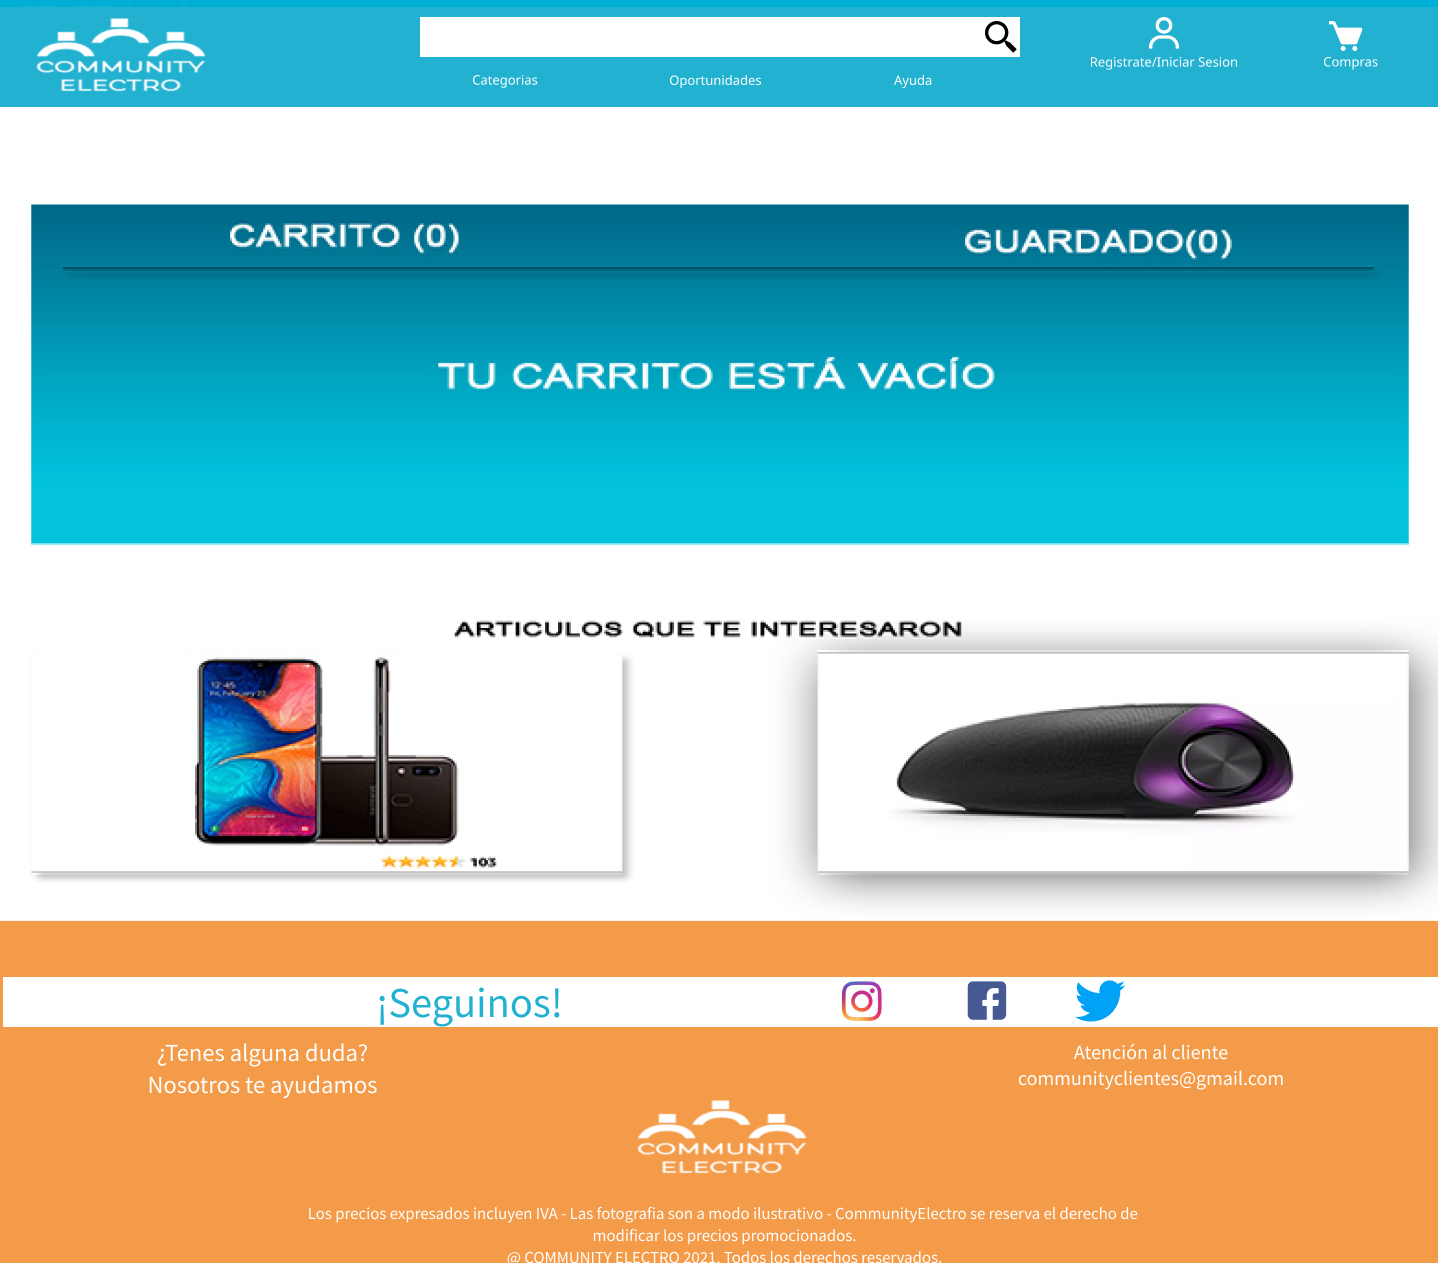 COMMUNITY
ELECTRO
Registrate/Iniciar Sesion
Compras
Categorias
Oportunidades
Ayuda
CARRITO (0)
GUARDADO(0)
TU CARRITO ESTÁ VACÍO
ARTICULOS QUE TE INTERESARON
12:45
Fri, February 22
SAMSUNG
103
¡Seguinos!
¿Tenes alguna duda?
Nosotros te ayudamos
Atención al cliente
communityclientes@gmail.com
COMMUNITY
ELECTRO
Los precios expresados incluyen IVA - Las fotografia son a modo ilustrativo - CommunityElectro se reserva el derecho de
modificar los precios promocionados.
@ COMMUNITY ELECTRO 2021. Todos los derechos reservados.